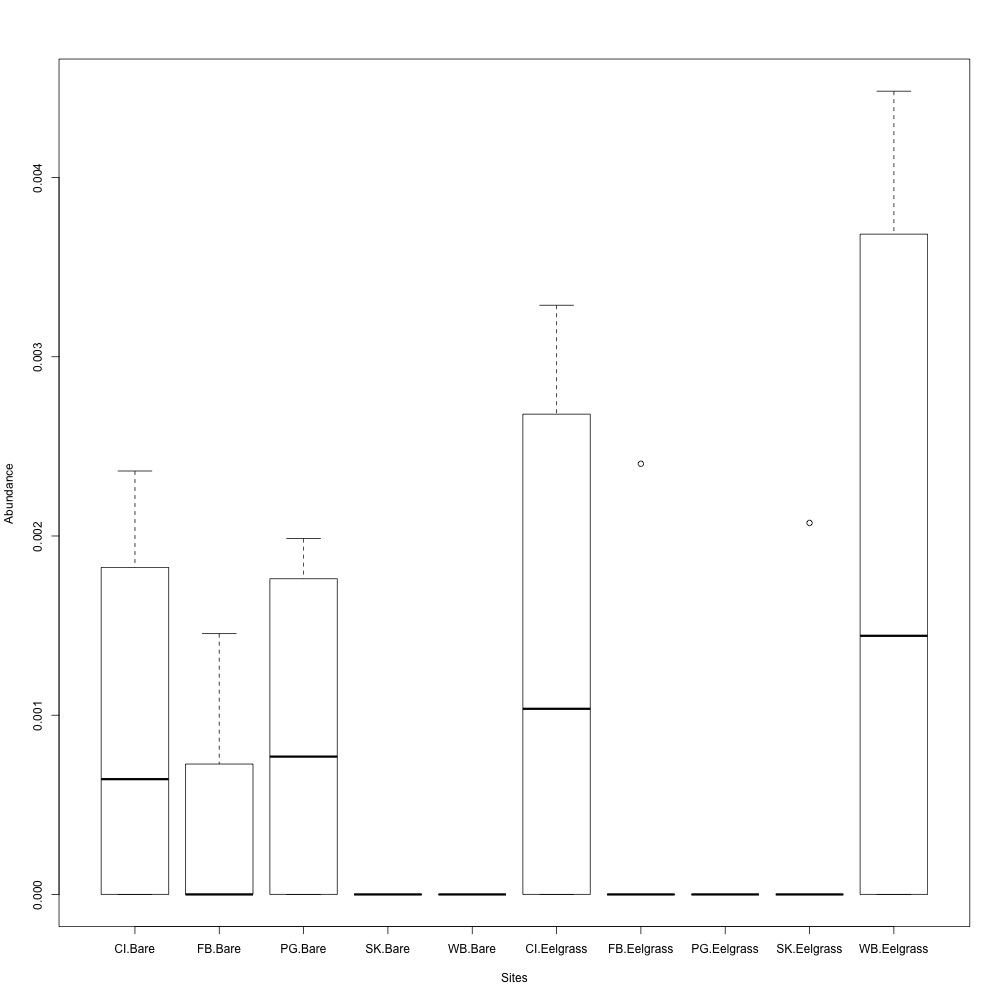 0.004
0.003
0.002
0.001
0.000
Abundance
CI.Bare FB.Bare PG.Bare SK.Bare WB.Bare CI.Eelgrass FB.Eelgrass PG.Eelgrass SK.Eelgrass WB.Eelgrass
Sites